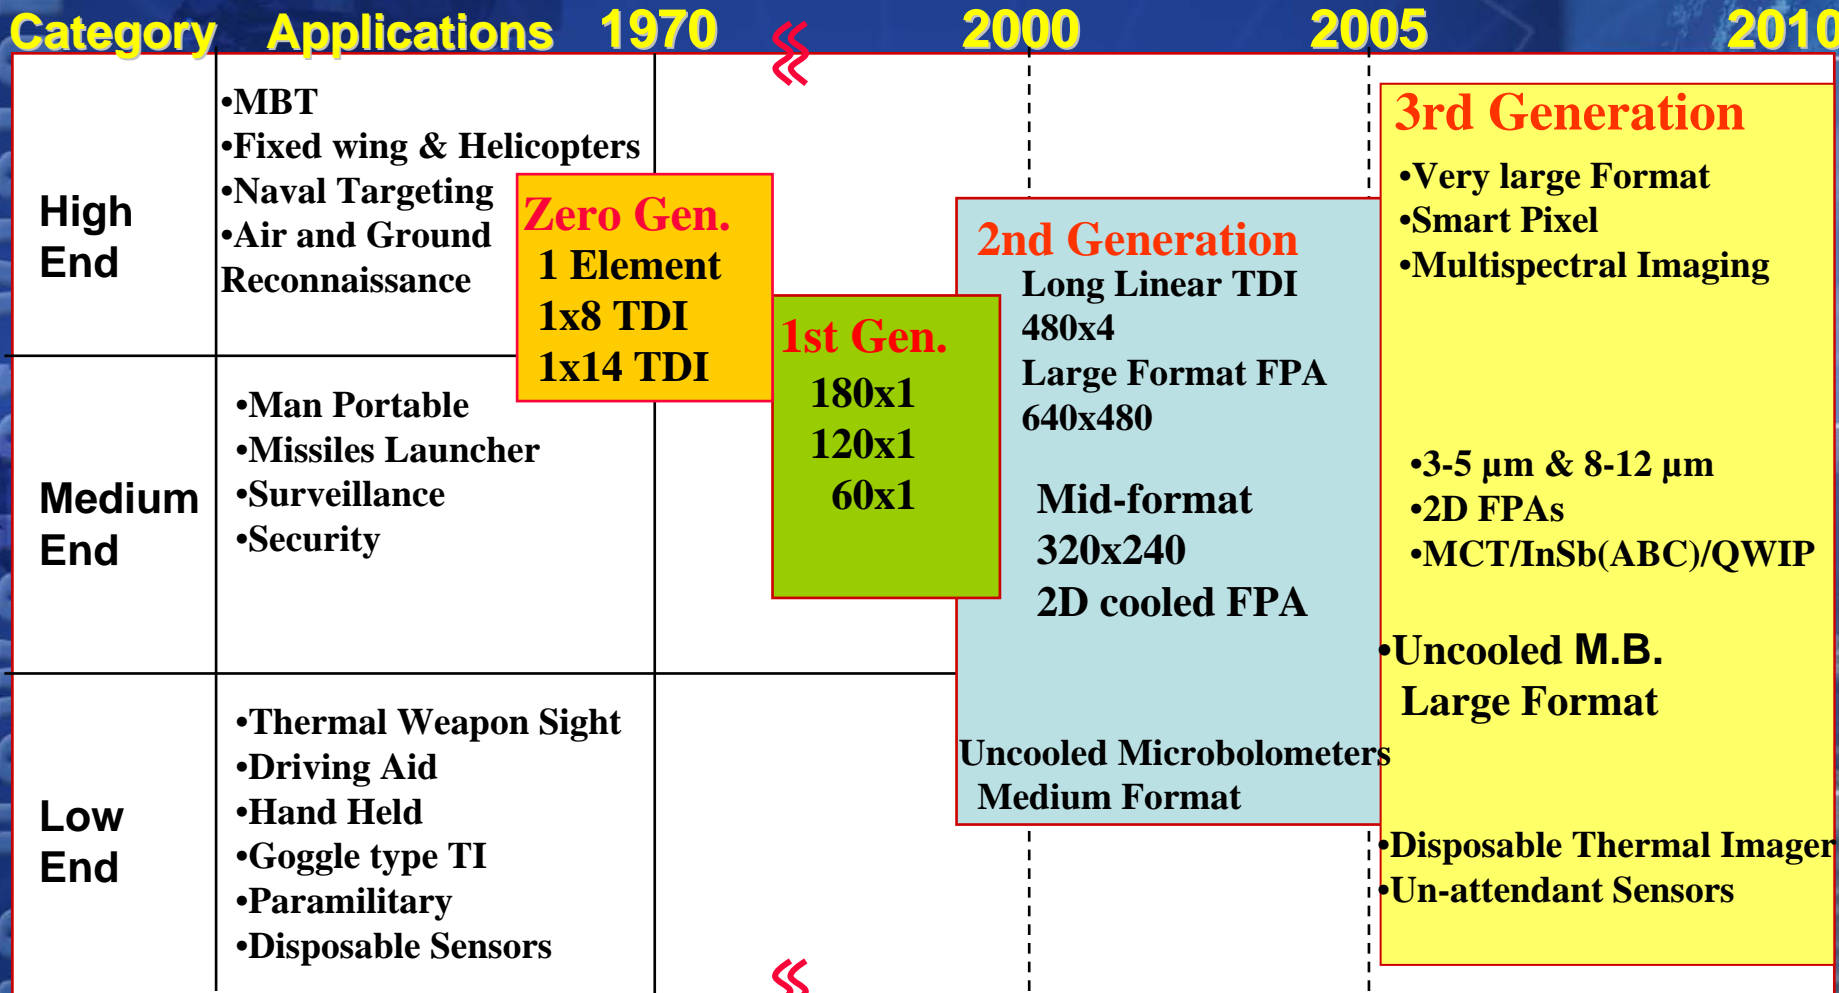 Category Applications 1970 2000 2005 2010
High
End
•MBT
•Fixed wing & Helicopters
•Naval Targeting
•Air and Ground
Reconnaissance
Medium
End
•Man Portable
•Missiles Launcher
•Surveillance
•Security
Low
End
•Thermal Weapon Sight
•Driving Aid
•Hand Held
•Goggle type TI
•Paramilitary
•Disposable Sensors
Zero Gen.
1 Element
1x8 TDI
1x14 TDI
1st Gen.
180x1
120x1
60x1
2nd Generation
Long Linear TDI
480x4
Large Format FPA
640x480
Mid-format
320x240
2D cooled FPA
Uncooled Microbolometers
Medium Format
3rd Generation
•Very large Format
•Smart Pixel
•Multispectral Imaging
•3-5 µm & 8-12 µm
•2D FPAs
•MCT/InSb(ABC)/QWIP
•Uncooled M.B.
Large Format
•Disposable Thermal Imager
•Un-attendant Sensors